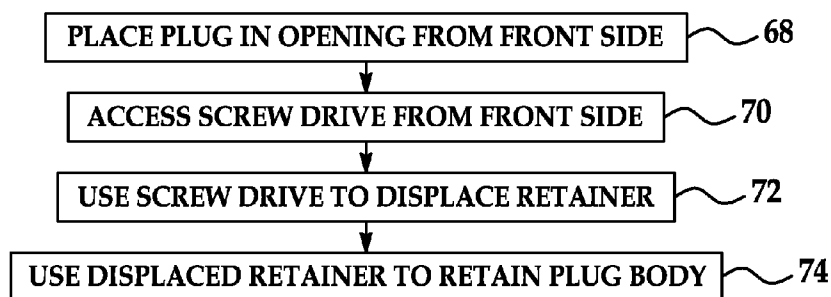 PLACE PLUG IN OPENING FROM FRONT SIDE 68
ACCESS SCREW DRIVE FROM FRONT SIDE 70
USE SCREW DRIVE TO DISPLACE RETAINER 72
USE DISPLACED RETAINER TO RETAIN PLUG BODY 74